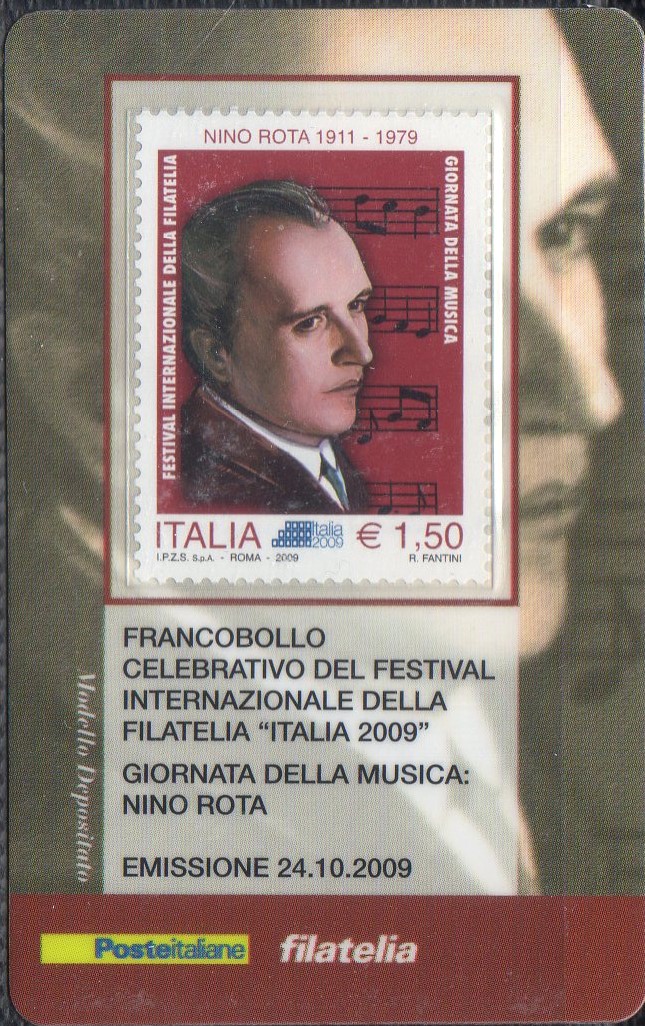 NINO ROTA 1911 - 1979
FESTIVAL INTERNAZIONALE DELLA FILATELIA
GIORNATA DELLA MUSICA
ITALIA
italia
2009
€ 1,50
I.P.Z.S. S.p.A. - ROMA - 2009
R. FANTINI
FRANCOBOLLO
CELEBRATIVO DEL FESTIVAL
INTERNAZIONALE DELLA
FILATELIA “ITALIA 2009”
GIORNATA DELLA MUSICA:
NINO ROTA
EMISSIONE 24.10.2009
Modello Depositato
Posteitaliane
filatelia